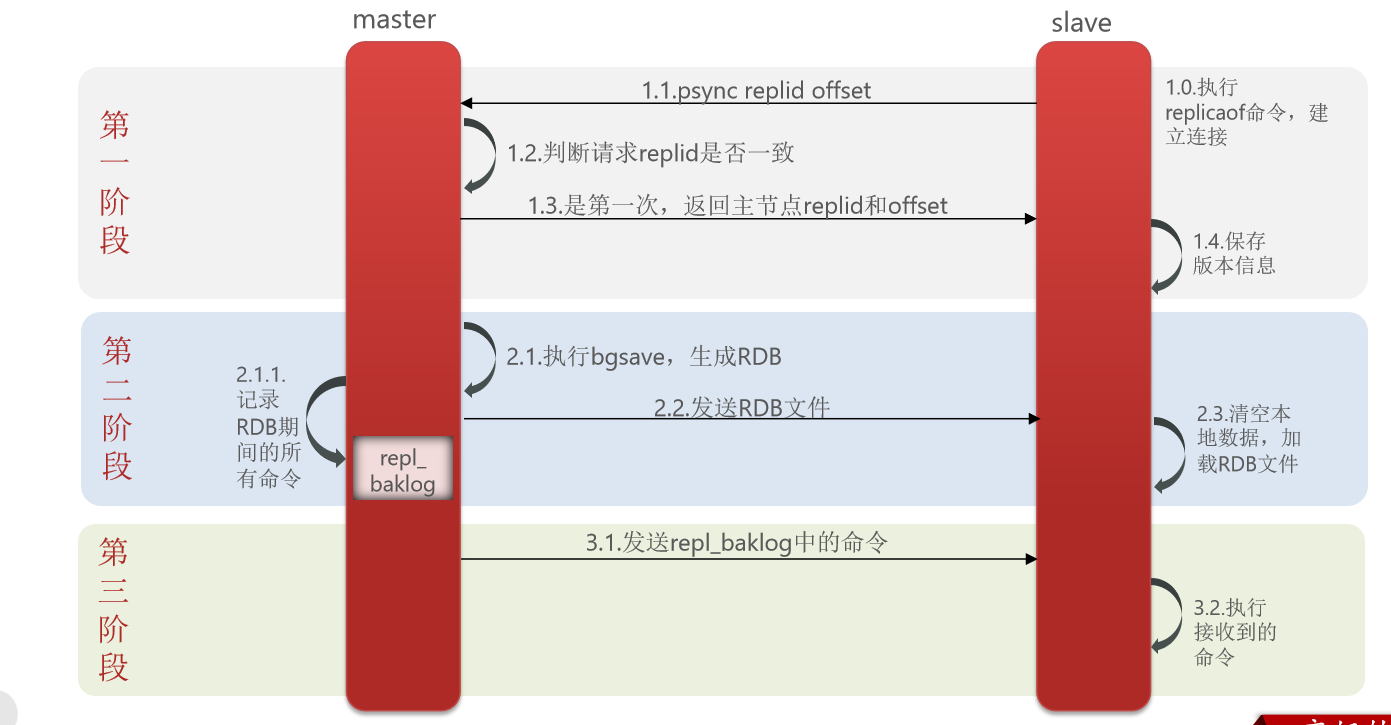 master
slave
第
一
阶
段
1.1.psync replid offset
1.0.执行
replicaof命令，建
立连接
1.2.判断请求replid是否一致
1.3.是第一次，返回主节点replid和offset
1.4.保存
版本信息
第
二
阶
段
2.1.执行bgsave，生成RDB
2.1.1.
记录
RDB期
间的所
有命令
repl_
baklog
2.2.发送RDB文件
2.3.清空本
地数据，加
载RDB文件
第
三
阶
段
3.1.发送repl_baklog中的命令
3.2.执行
接收到的
命令